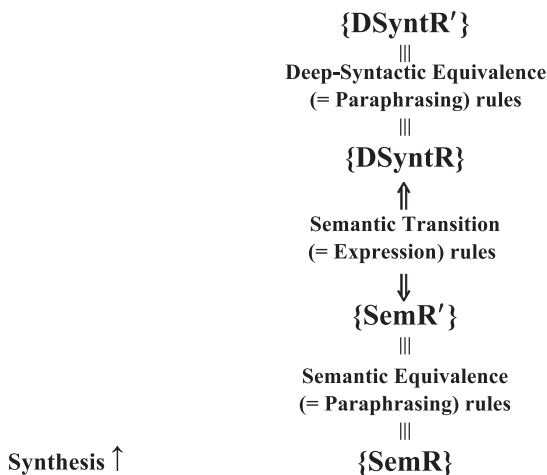 {DSyntR′}
|||
Deep-Syntactic Equivalence
(= Paraphrasing) rules
|||
{DSyntR}
⇑
Semantic Transition
(= Expression) rules
⇓
{SemR′}
|||
Semantic Equivalence
(= Paraphrasing) rules
|||
Synthesis ↑ {SemR}